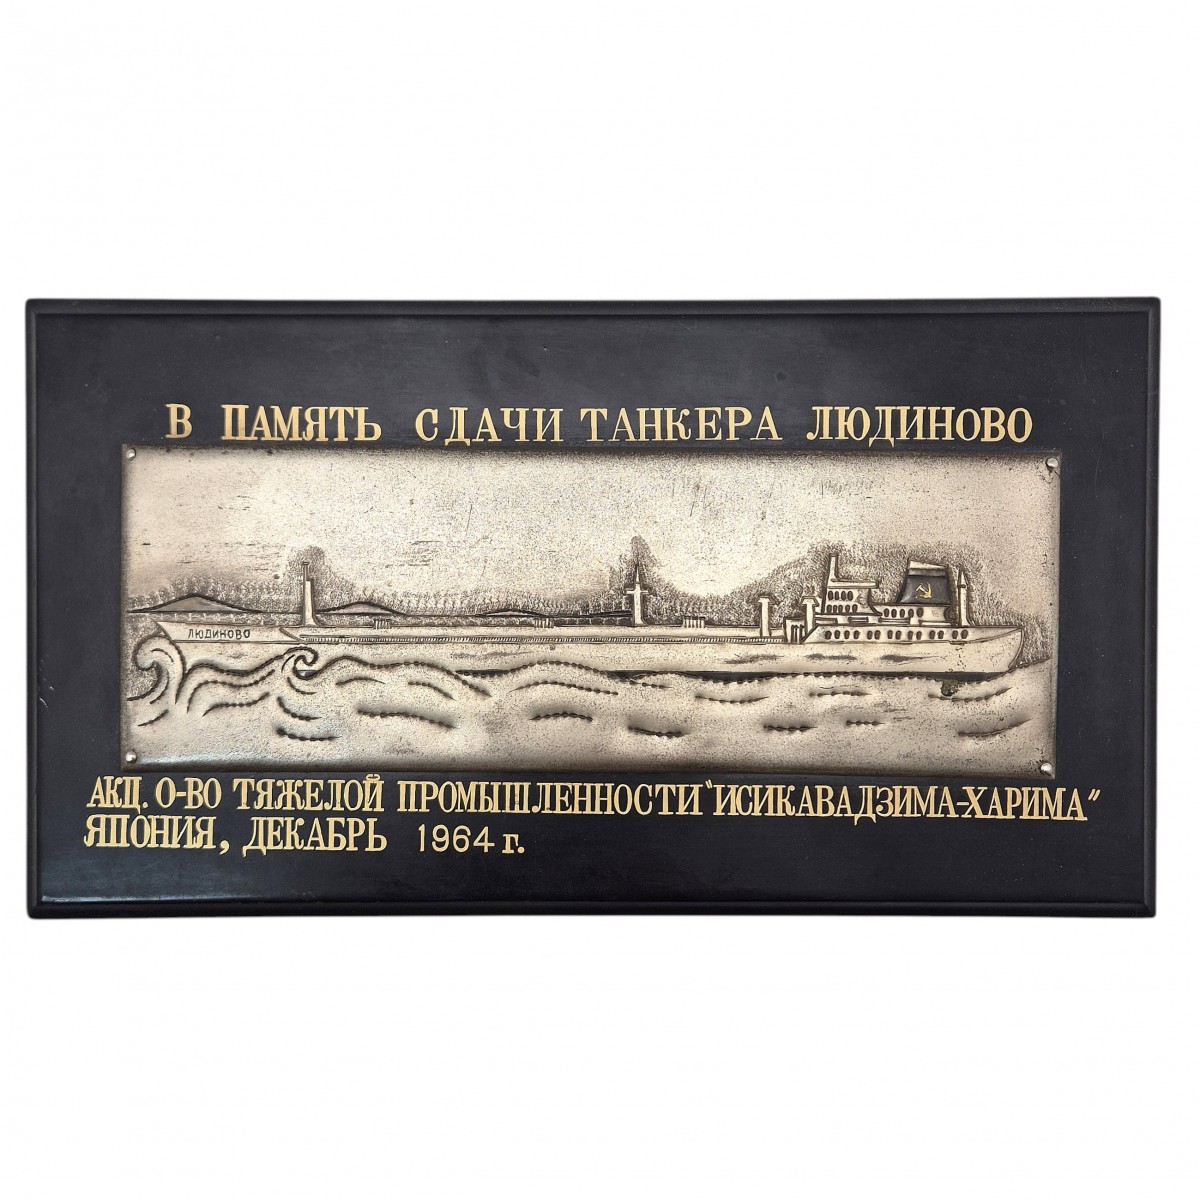 В ПАМЯТЬ СДАЧИ ТАНКЕРА ЛЮДИНОВО
ЛЮДИНОВО
АКЦ. О-ВО ТЯЖЕЛОЙ ПРОМЫШЛЕННОСТИ "ИСИКАВАДЗИМА-ХАРИМА"
ЯПОНИЯ, ДЕКАБРЬ 1964 г.